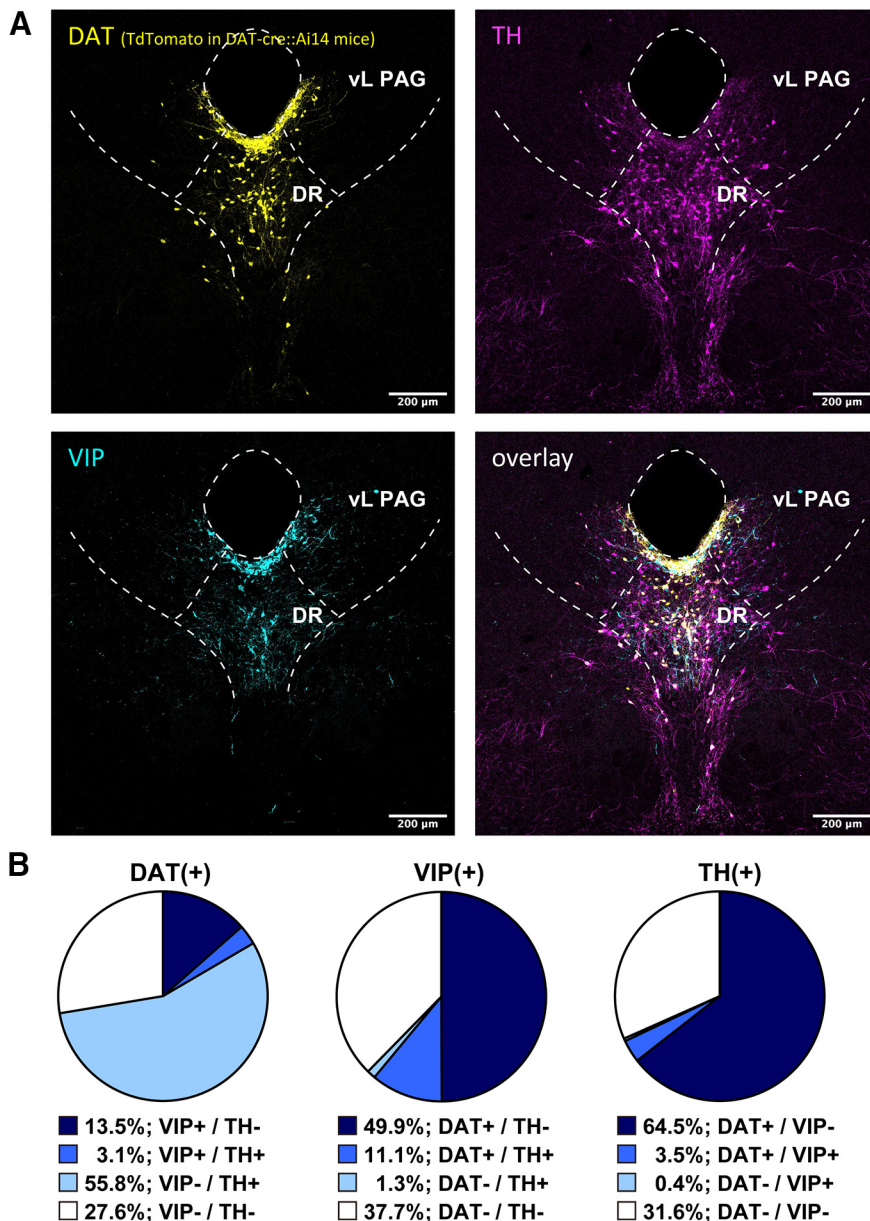 A
DAT (TdTomato in DAT-cre::Ai14 mice)
vL PAG
DR
200 µm
TH
vL PAG
DR
200 µm
VIP
vL PAG
DR
200 µm
overlay
vL PAG
DR
200 µm
B
DAT(+)
13.5%; VIP+ / TH-
3.1%; VIP+ / TH+
55.8%; VIP- / TH+
27.6%; VIP- / TH-
VIP(+)
49.9%; DAT+ / TH-
11.1%; DAT+ / TH+
1.3%; DAT- / TH+
37.7%; DAT- / TH-
TH(+)
64.5%; DAT+ / VIP-
3.5%; DAT+ / VIP+
0.4%; DAT- / VIP+
31.6%; DAT- / VIP-